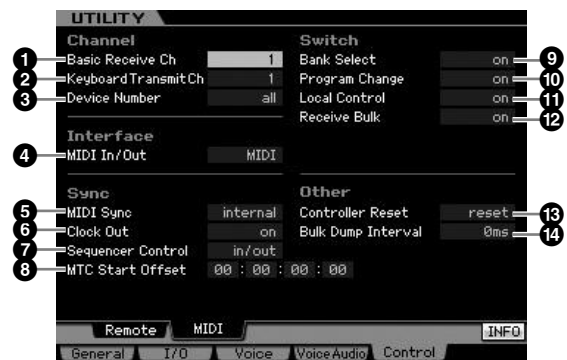 UTILITY
Channel
1 Basic Receive Ch 1
2 Keyboard Transmit Ch 1
3 Device Number all
Interface
4 MIDI In/Out MIDI
Sync
5 MIDI Sync internal
6 Clock Out on
7 Sequencer Control in/out
8 MTC Start Offset 00 : 00 : 00 : 00
Switch
Bank Select on 9
Program Change on 10
Local Control on 11
Receive Bulk on 12
Other
Controller Reset reset 13
Bulk Dump Interval 0ms 14
Remote MIDI INFO
General I/O Voice Voice Audio Control